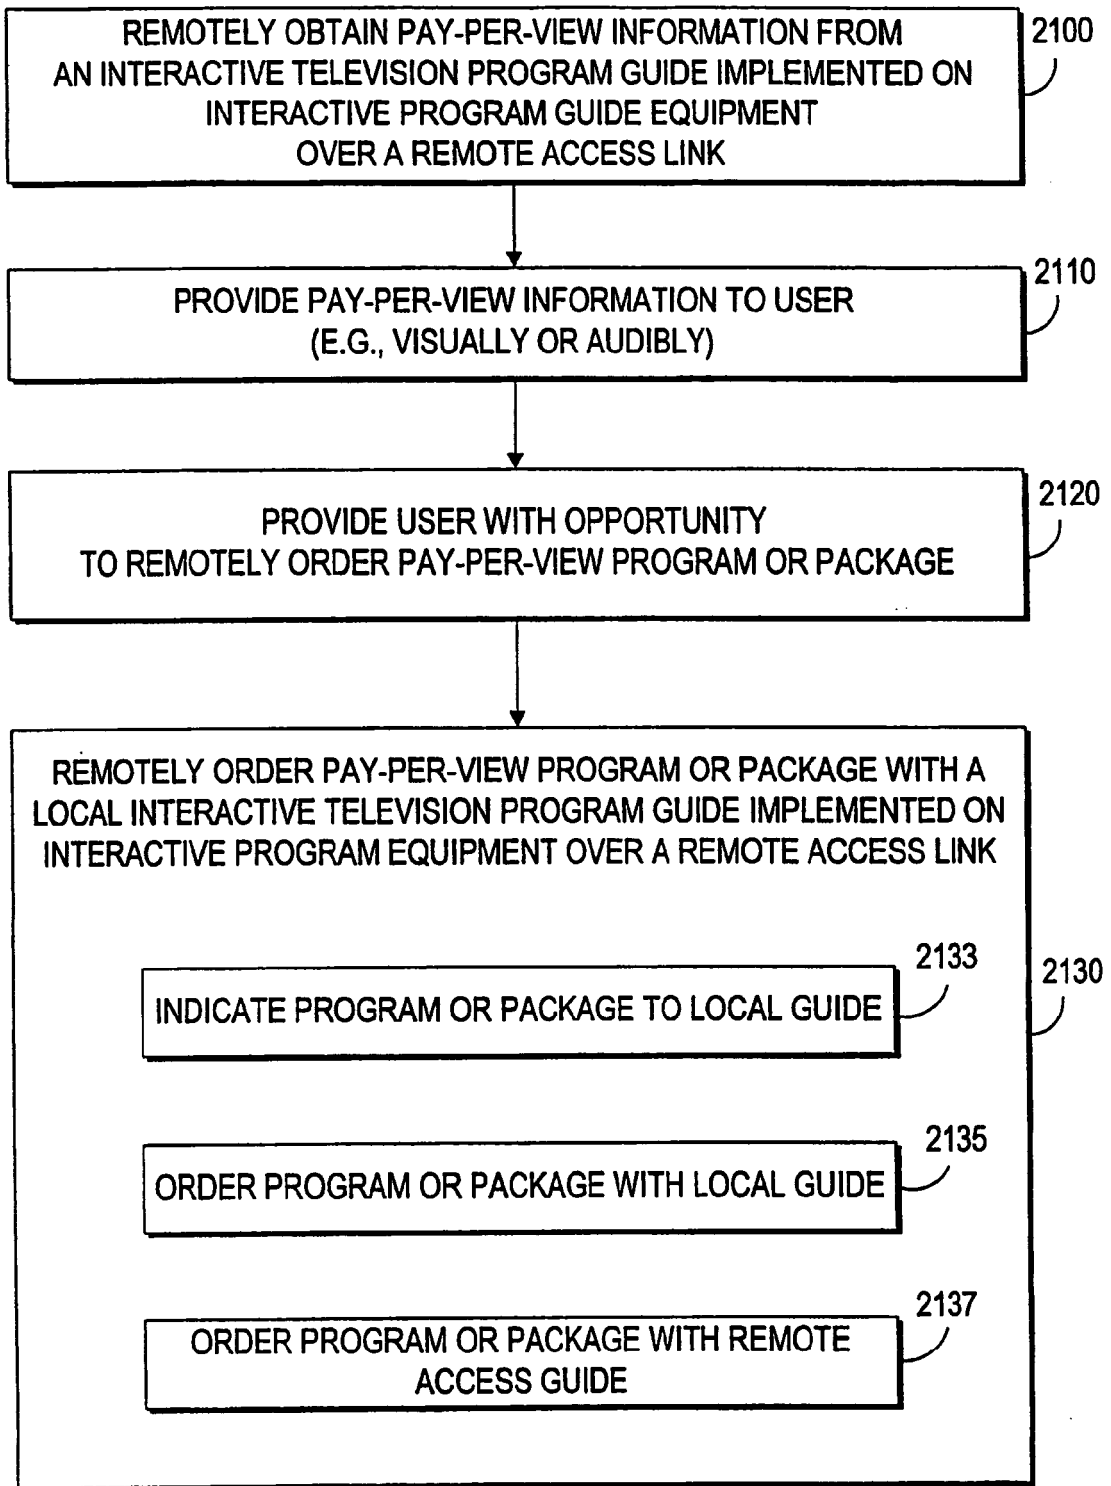 REMOTELY OBTAIN PAY-PER-VIEW INFORMATION FROM
AN INTERACTIVE TELEVISION PROGRAM GUIDE IMPLEMENTED ON
INTERACTIVE PROGRAM GUIDE EQUIPMENT
OVER A REMOTE ACCESS LINK
2100
PROVIDE PAY-PER-VIEW INFORMATION TO USER
(E.G., VISUALLY OR AUDIBLY)
2110
PROVIDE USER WITH OPPORTUNITY
TO REMOTELY ORDER PAY-PER-VIEW PROGRAM OR PACKAGE
2120
REMOTELY ORDER PAY-PER-VIEW PROGRAM OR PACKAGE WITH A
LOCAL INTERACTIVE TELEVISION PROGRAM GUIDE IMPLEMENTED ON
INTERACTIVE PROGRAM EQUIPMENT OVER A REMOTE ACCESS LINK
2130
INDICATE PROGRAM OR PACKAGE TO LOCAL GUIDE
2133
ORDER PROGRAM OR PACKAGE WITH LOCAL GUIDE
2135
ORDER PROGRAM OR PACKAGE WITH REMOTE
ACCESS GUIDE
2137